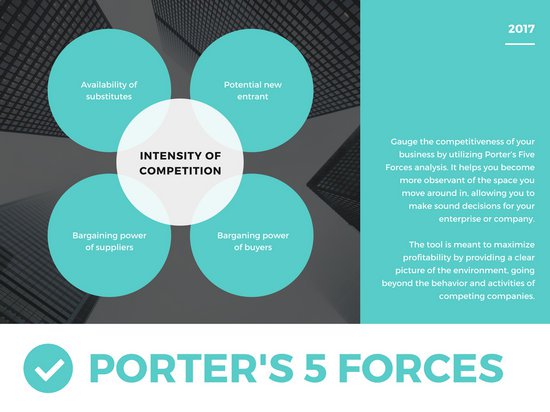 2017
Availability of
substitutes
Potential new
entrant
INTENSITY OF
COMPETITION
Bargaining power
of suppliers
Barganing power
of buyers
Gauge the competitiveness of your
business by utilizing Porter's Five
Forces analysis. It helps you become
more observant of the space you
move around in, allowing you to
make sound decisions for your
enterprise or company.
The tool is meant to maximize
profitability by providing a clear
picture of the environment, going
beyond the behavior and activities of
competing companies.
PORTER'S 5 FORCES